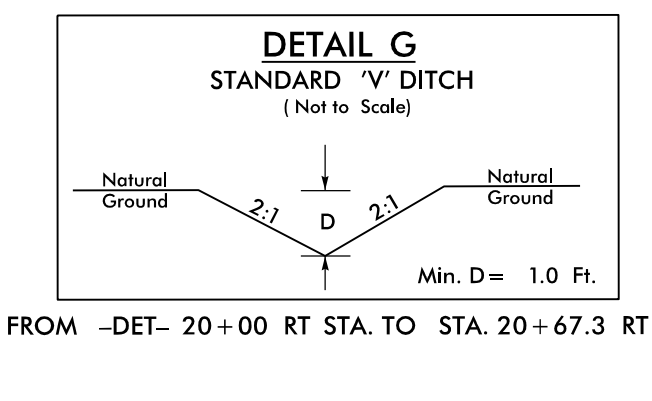 DETAIL G
STANDARD 'V' DITCH
( Not to Scale)
Natural
Ground
2:1
D
2:1
Natural
Ground
Min. D= 1.0 Ft.
FROM -DET- 20+00 RT STA. TO STA. 20+67.3 RT